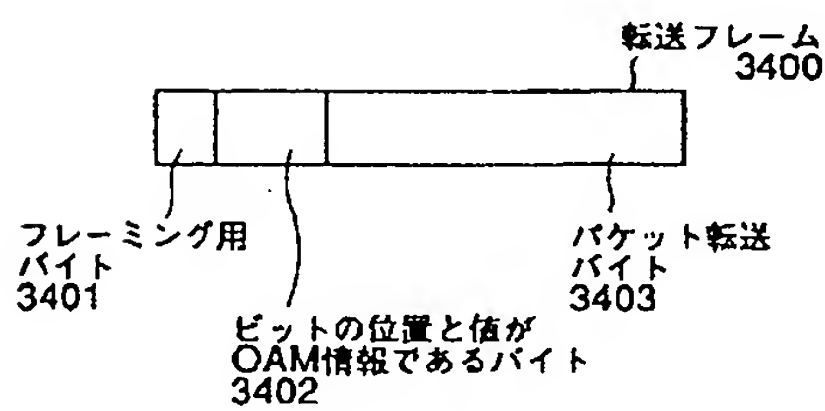 転送フレーム
3400
フレーミング用
バイト
3401
パケット転送
バイト
3403
ビットの位置と値が
OAM情報であるバイト
3402